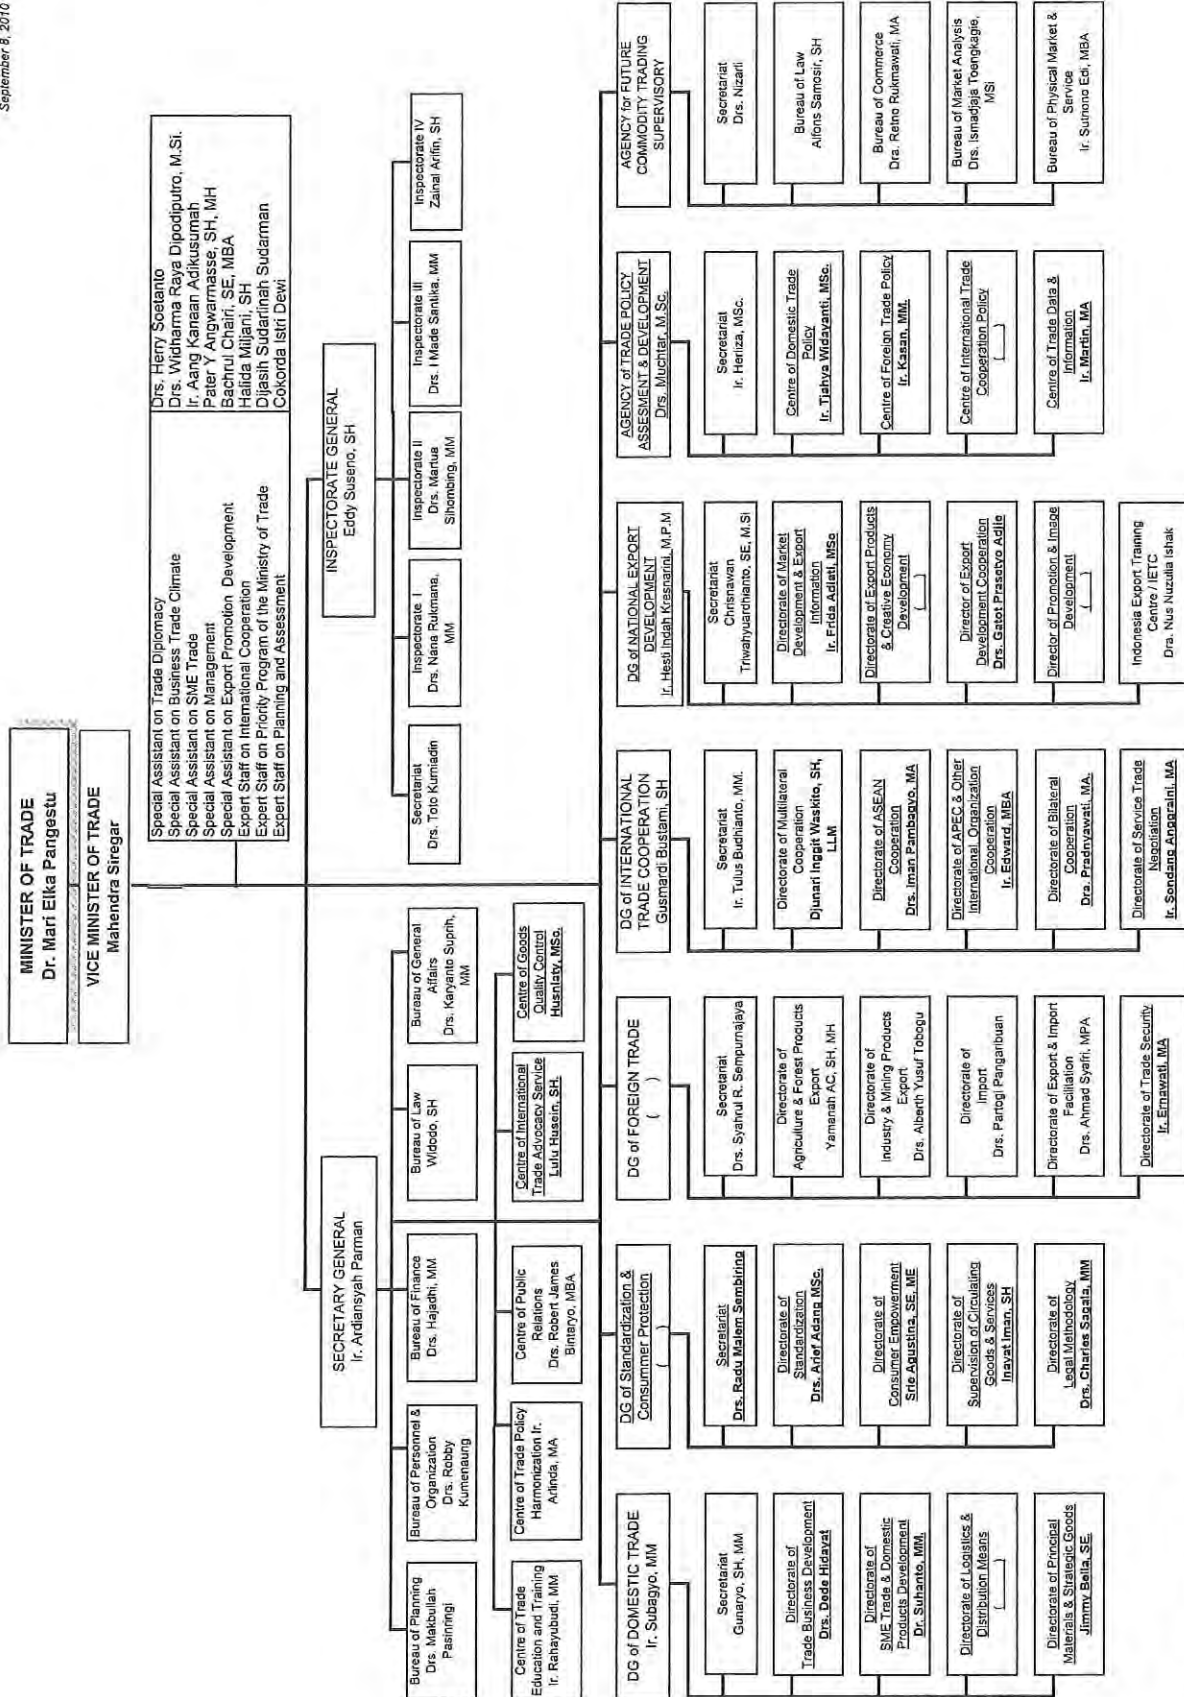 September 8, 2010
MINISTER OF TRADE
Dr. Mari Elka Pangestu
VICE MINISTER OF TRADE
Mahendra Siregar
Special Assistant on Trade Diplomacy
Special Assistant on Business Trade Climate
Special Assistant on SME Trade
Special Assistant on Management
Special Assistant on Export Promotion Development
Expert Staff on International Cooperation
Expert Staff on Priority Program of the Ministry of Trade
Expert Staff on Planning and Assessment
Drs. Herry Soetanto
Drs. Widharma Raya Dipodiputro, M.Si.
Ir. Aang Kanaan Adikusumah
Pater Y Angwarmasse, SH, MH
Bachrul Chairi, SE, MBA
Halida Miljani, SH
Dijasih Sudarlinah Sudarman
Cokorda Istri Dewi
SECRETARY GENERAL
Ir. Ardiansyah Parman
INSPECTORATE GENERAL
Eddy Suseno, SH
Bureau of Planning
Drs. Makbullah
Pasinringi
Bureau of Personnel &
Organization
Drs. Robby
Kumenaung
Bureau of Finance
Drs. Hajadhi, MM
Bureau of Law
Widodo, SH
Bureau of General
Affairs
Drs. Karyanto Suprih,
MM
Secretariat
Drs. Toto Kurniadin
Inspectorate I
Drs. Nana Rukmana,
MM
Inspectorate II
Drs. Martua
Sihombing, MM
Inspectorate III
Drs. I Made Santika, MM
Inspectorate IV
Zainal Arifin, SH
Centre of Trade
Education and Training
Ir. Rahayubudi, MM
Centre of Trade Policy
Harmonization Ir.
Arlinda, MA
Centre of Public
Relations
Drs. Robert James
Bintaryo, MBA
Centre of International
Trade Advocacy Service
Lulu Husein, SH.
Centre of Goods
Quality Control
Husniaty, MSc.
DG of DOMESTIC TRADE
Ir. Subagyo, MM
Secretariat
Gunaryo, SH, MM
Directorate of
Trade Business Development
Drs. Dede Hidayat
Directorate of
SME Trade & Domestic
Products Development
Dr. Suhanto, MM.
Directorate of Logistics &
Distribution Means
( )
Directorate of Principal
Materials & Strategic Goods
Jimmy Bella, SE.
DG of Standardization &
Consummer Protection
( )
Secretariat
Drs. Radu Malem Sembiring
Directorate of
Standardization
Drs. Arief Adang MSc.
Directorate of
Consumer Empowerment
Srie Agustina, SE, ME
Directorate of
Supervision of Circulating
Goods & Services
Inayat Iman, SH
Directorate of
Legal Methodology
Drs. Charles Sagala, MM
DG of FOREIGN TRADE
( )
Secretariat
Drs. Syahrul R. Sempurnajaya
Directorate of
Agriculture & Forest Products
Export
Yamanah AC, SH, MH
Directorate of
Industry & Mining Products
Export
Drs. Alberth Yusuf Tobogu
Directorate of
Import
Drs. Partogi Pangaribuan
Directorate of Export & Import
Faciliation
Drs. Ahmad Syafri, MPA
Directorate of Trade Security
Ir. Ernawati, MA
DG of INTERNATIONAL
TRADE COOPERATION
Gusmardi Bustami, SH
Secretariat
Ir. Tulus Budhianto, MM.
Directorate of Multilateral
Cooperation
Djunari Inggit Waskito, SH,
LLM
Directorate of ASEAN
Cooperation
Drs. Iman Pambagyo, MA
Directorate of APEC & Other
International Organization
Cooperation
Ir. Edward, MBA
Directorate of Bilateral
Cooperation
Dra. Pradnyawati, MA.
Directorate of Service Trade
Negotiation
Ir. Sondang Anggraini, MA
DG of NATIONAL EXPORT
DEVELOPMENT
Ir. Hesti Indah Kresnarini, M.P.M
Secretariat
Chrisnawan
Triwahyuardhianto, SE, M.Si
Directorate of Market
Development & Export
Information
Ir. Frida Adiati, MSc
Directorate of Export Products
& Creative Economy
Development
( )
Director of Export
Development Cooperation
Drs. Gatot Prasetyo Adjie
Director of Promotion & Image
Development
( )
Indonesia Export Training
Centre / IETC
Dra. Nus Nuzulia Ishak
AGENCY of TRADE POLICY
ASSESMENT & DEVELOPMENT
Drs. Muchtar, M.Sc.
Secretariat
Ir. Herliza, MSc.
Centre of Domestic Trade
Policy
Ir. Tjahya Widayanti, MSc.
Centre of Foreign Trade Policy
Ir. Kasan, MM.
Centre of International Trade
Cooperation Policy
( )
Centre of Trade Data &
Information
Ir. Martin, MA
AGENCY for FUTURE
COMMODITY TRADING
SUPERVISORY
Secretariat
Drs. Nizarli
Bureau of Law
Alfons Samosir, SH
Bureau of Commerce
Dra. Retno Rukmawati, MA
Bureau of Market Analysis
Drs. Ismadjaja Toengkagie,
MSi
Bureau of Physical Market &
Service
Ir. Sutriono Edi, MBA